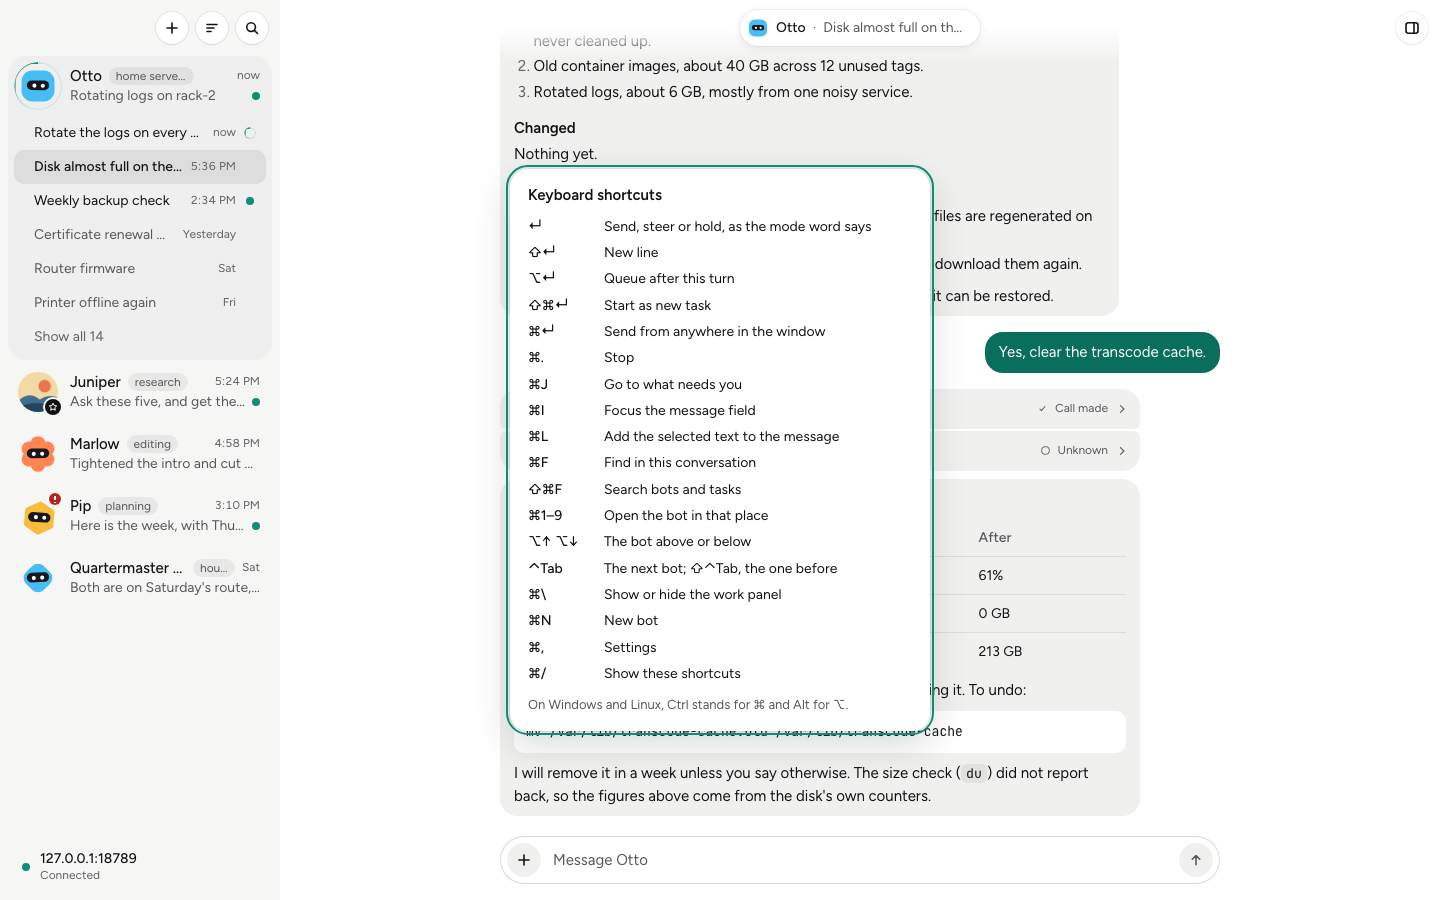 Otto home serve... now
Rotating logs on rack-2
Rotate the logs on every ... now
Disk almost full on the... 5:36 PM
Weekly backup check 2:34 PM
Certificate renewal ... Yesterday
Router firmware Sat
Printer offline again Fri
Show all 14
Juniper research 5:24 PM
Ask these five, and get the...
Marlow editing 4:58 PM
Tightened the intro and cut ...
Pip planning 3:10 PM
Here is the week, with Thu...
Quartermaster ... hou... Sat
Both are on Saturday's route,...
127.0.0.1:18789
Connected
Otto · Disk almost full on th...
never cleaned up.
2. Old container images, about 40 GB across 12 unused tags.
3. Rotated logs, about 6 GB, mostly from one noisy service.
Changed
Nothing yet.
files are regenerated on
download them again.
it can be restored.
Yes, clear the transcode cache.
Call made
Unknown
After
61%
0 GB
213 GB
ing it. To undo:
mv /var/lib/transcode-cache.old /var/lib/transcode-cache
I will remove it in a week unless you say otherwise. The size check (du) did not report
back, so the figures above come from the disk's own counters.
Keyboard shortcuts
↵ Send, steer or hold, as the mode word says
⇧↵ New line
⌥↵ Queue after this turn
⇧⌘↵ Start as new task
⌘↵ Send from anywhere in the window
⌘. Stop
⌘J Go to what needs you
⌘I Focus the message field
⌘L Add the selected text to the message
⌘F Find in this conversation
⇧⌘F Search bots and tasks
⌘1–9 Open the bot in that place
⌥↑ ⌥↓ The bot above or below
^Tab The next bot; ⇧^Tab, the one before
⌘\ Show or hide the work panel
⌘N New bot
⌘, Settings
⌘/ Show these shortcuts
On Windows and Linux, Ctrl stands for ⌘ and Alt for ⌥.
Message Otto